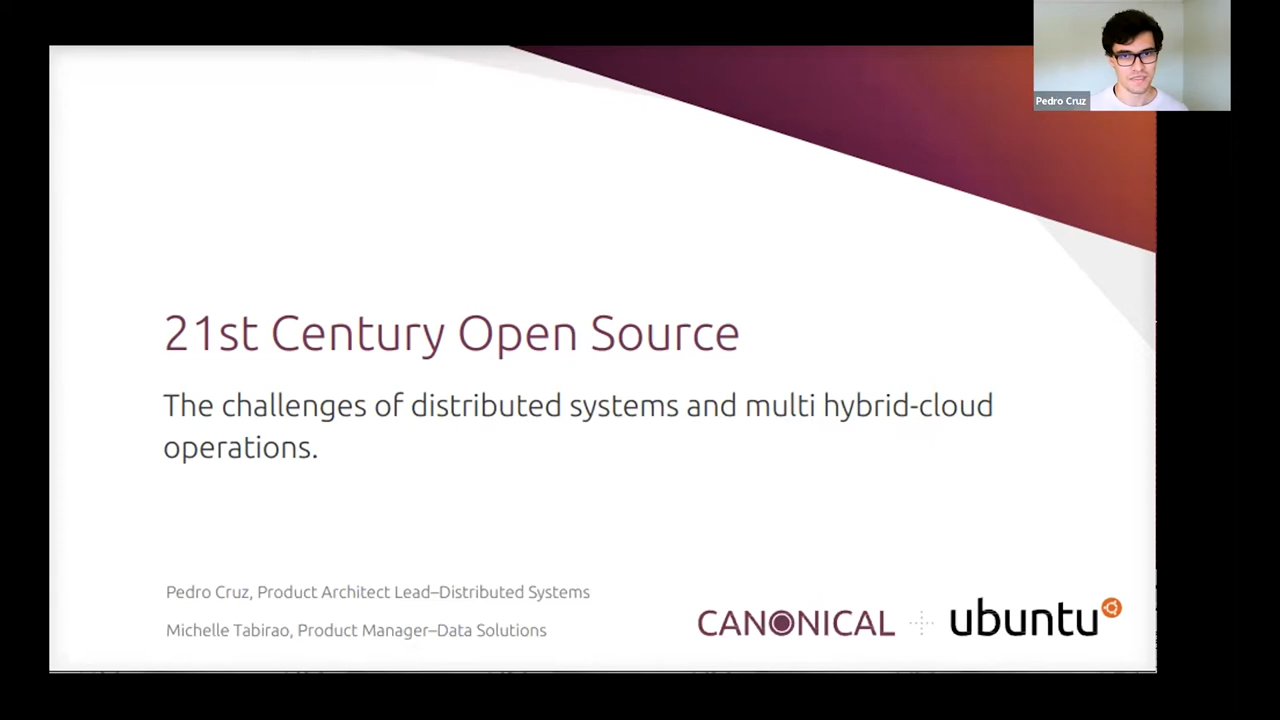 Pedro Cruz
21st Century Open Source
The challenges of distributed systems and multi hybrid-cloud
operations.
Pedro Cruz, Product Architect Lead–Distributed Systems
Michelle Tabirao, Product Manager–Data Solutions
CANONICAL
ubuntu